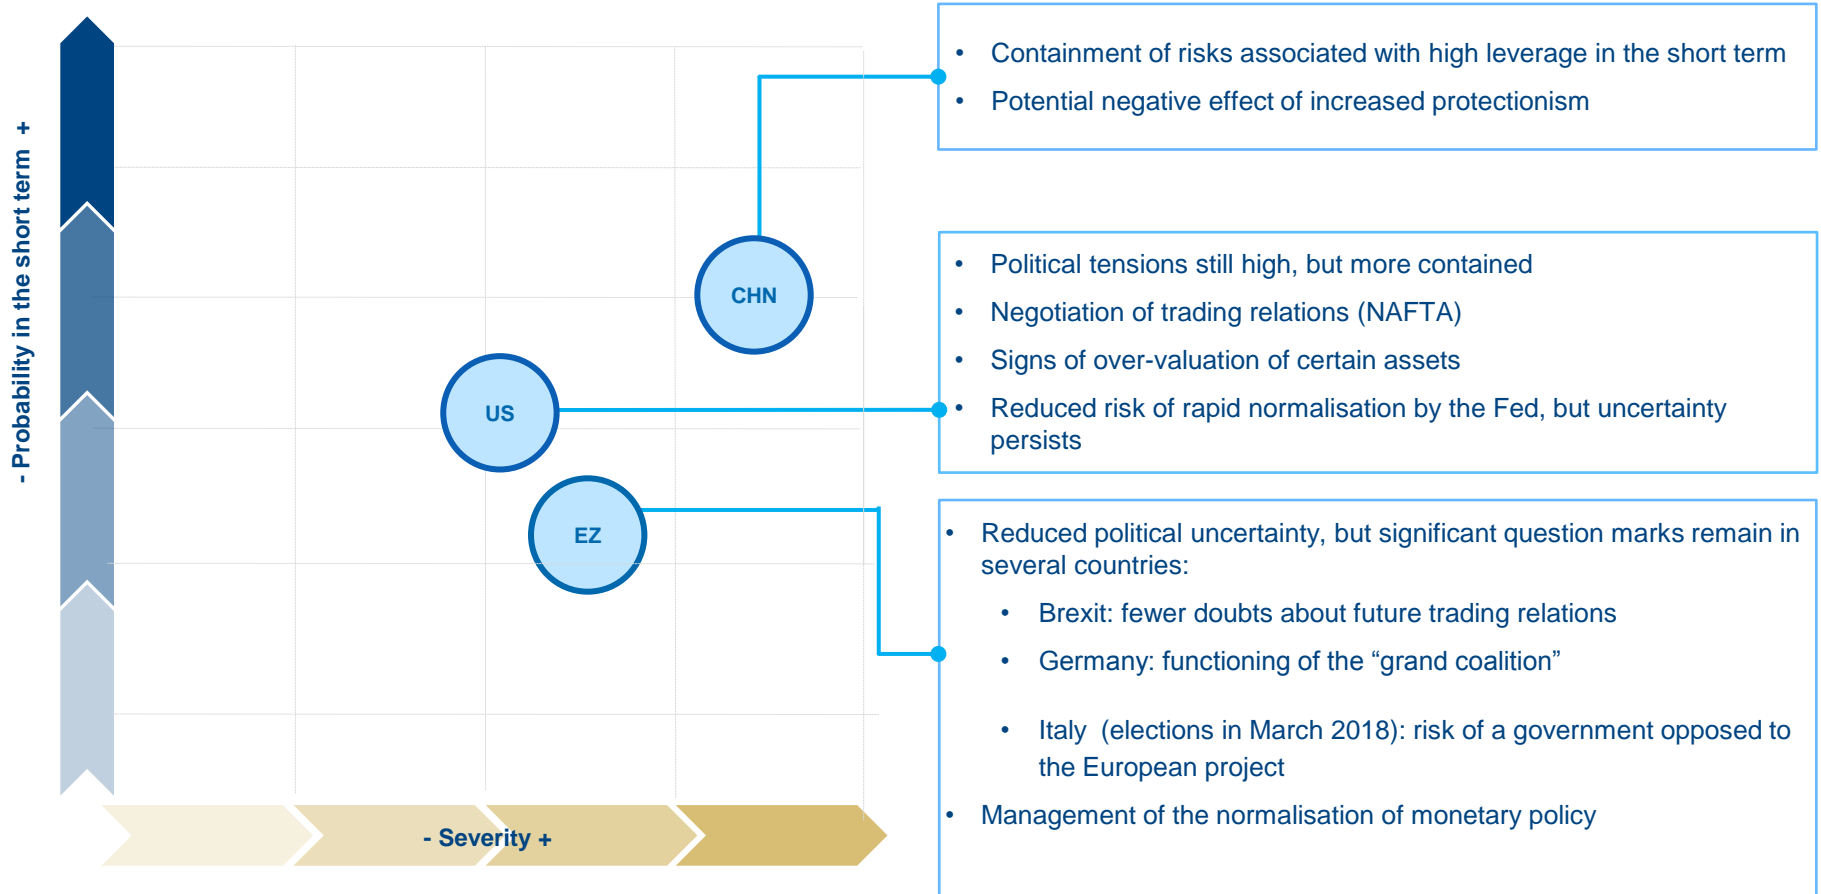 - Probability in the short term +
CHN
US
EZ
- Severity +
• Containment of risks associated with high leverage in the short term
• Potential negative effect of increased protectionism
• Political tensions still high, but more contained
• Negotiation of trading relations (NAFTA)
• Signs of over-valuation of certain assets
• Reduced risk of rapid normalisation by the Fed, but uncertainty
persists
• Reduced political uncertainty, but significant question marks remain in
several countries:
• Brexit: fewer doubts about future trading relations
• Germany: functioning of the “grand coalition”
• Italy (elections in March 2018): risk of a government opposed to
the European project
• Management of the normalisation of monetary policy